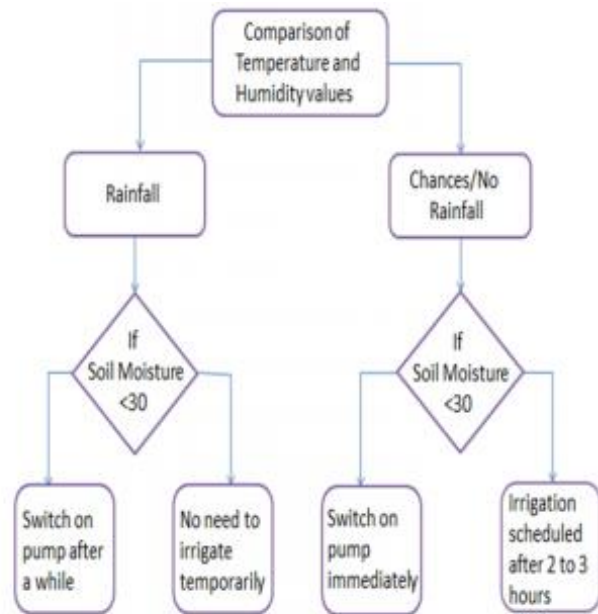 Comparison of
Temperature and
Humidity values
Rainfall
Chances/No
Rainfall
If
Soil Moisture
<30
If
Soil Moisture
<30
Switch on
pump after
a while
No need to
irrigate
temporarily
Switch on
pump
immediately
Irrigation
scheduled
after 2 to 3
hours